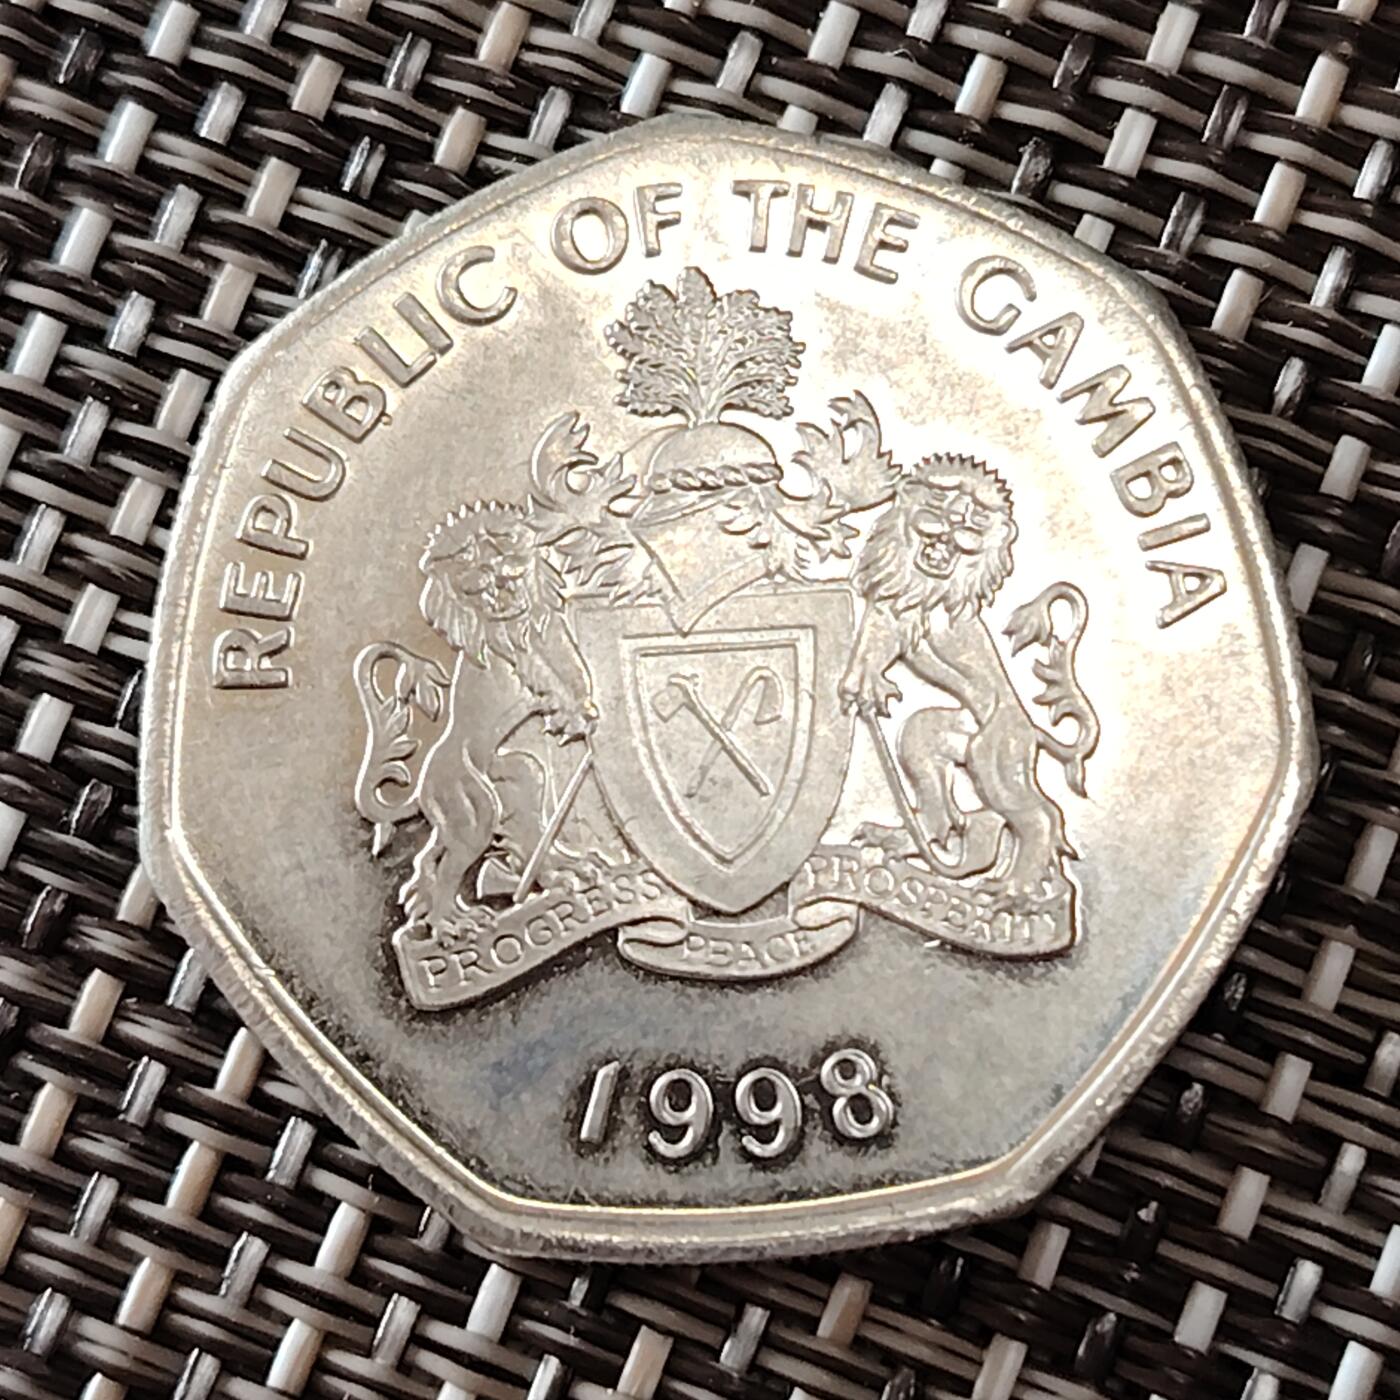 REPUBLIC OF THE GAMBIA
PROGRESS PEACE PROSPERITY
1998